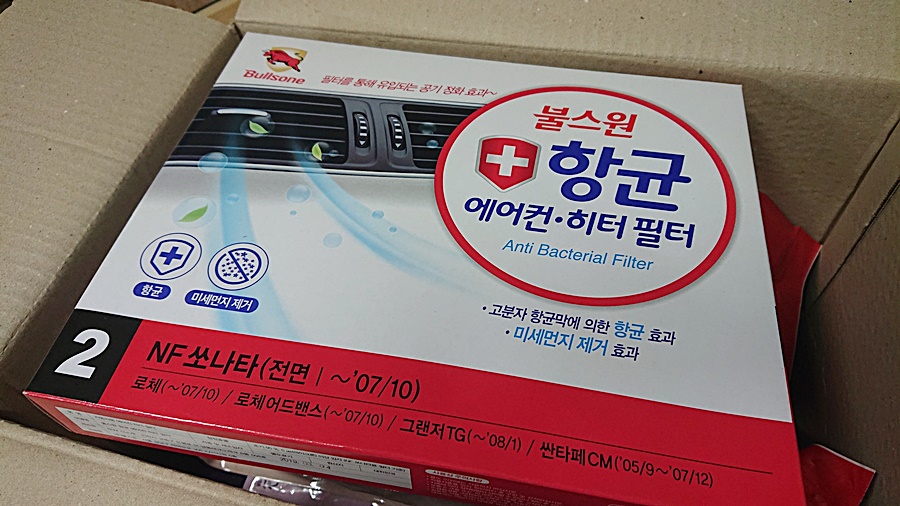 Bullsone
필터를 통해 유입되는 공기 정화 효과~
불스원
항균
에어컨·히터 필터
Anti Bacterial Filter
항균
미세먼지 제거
· 고분자 항균막에 의한 항균 효과
· 미세먼지 제거 효과
2
NF쏘나타(전면 | ~'07/10)
로체(~'07/10) / 로체어드밴스(~'07/10) / 그랜저TG(~'08/1) / 싼타페CM('05/9~'07/12)